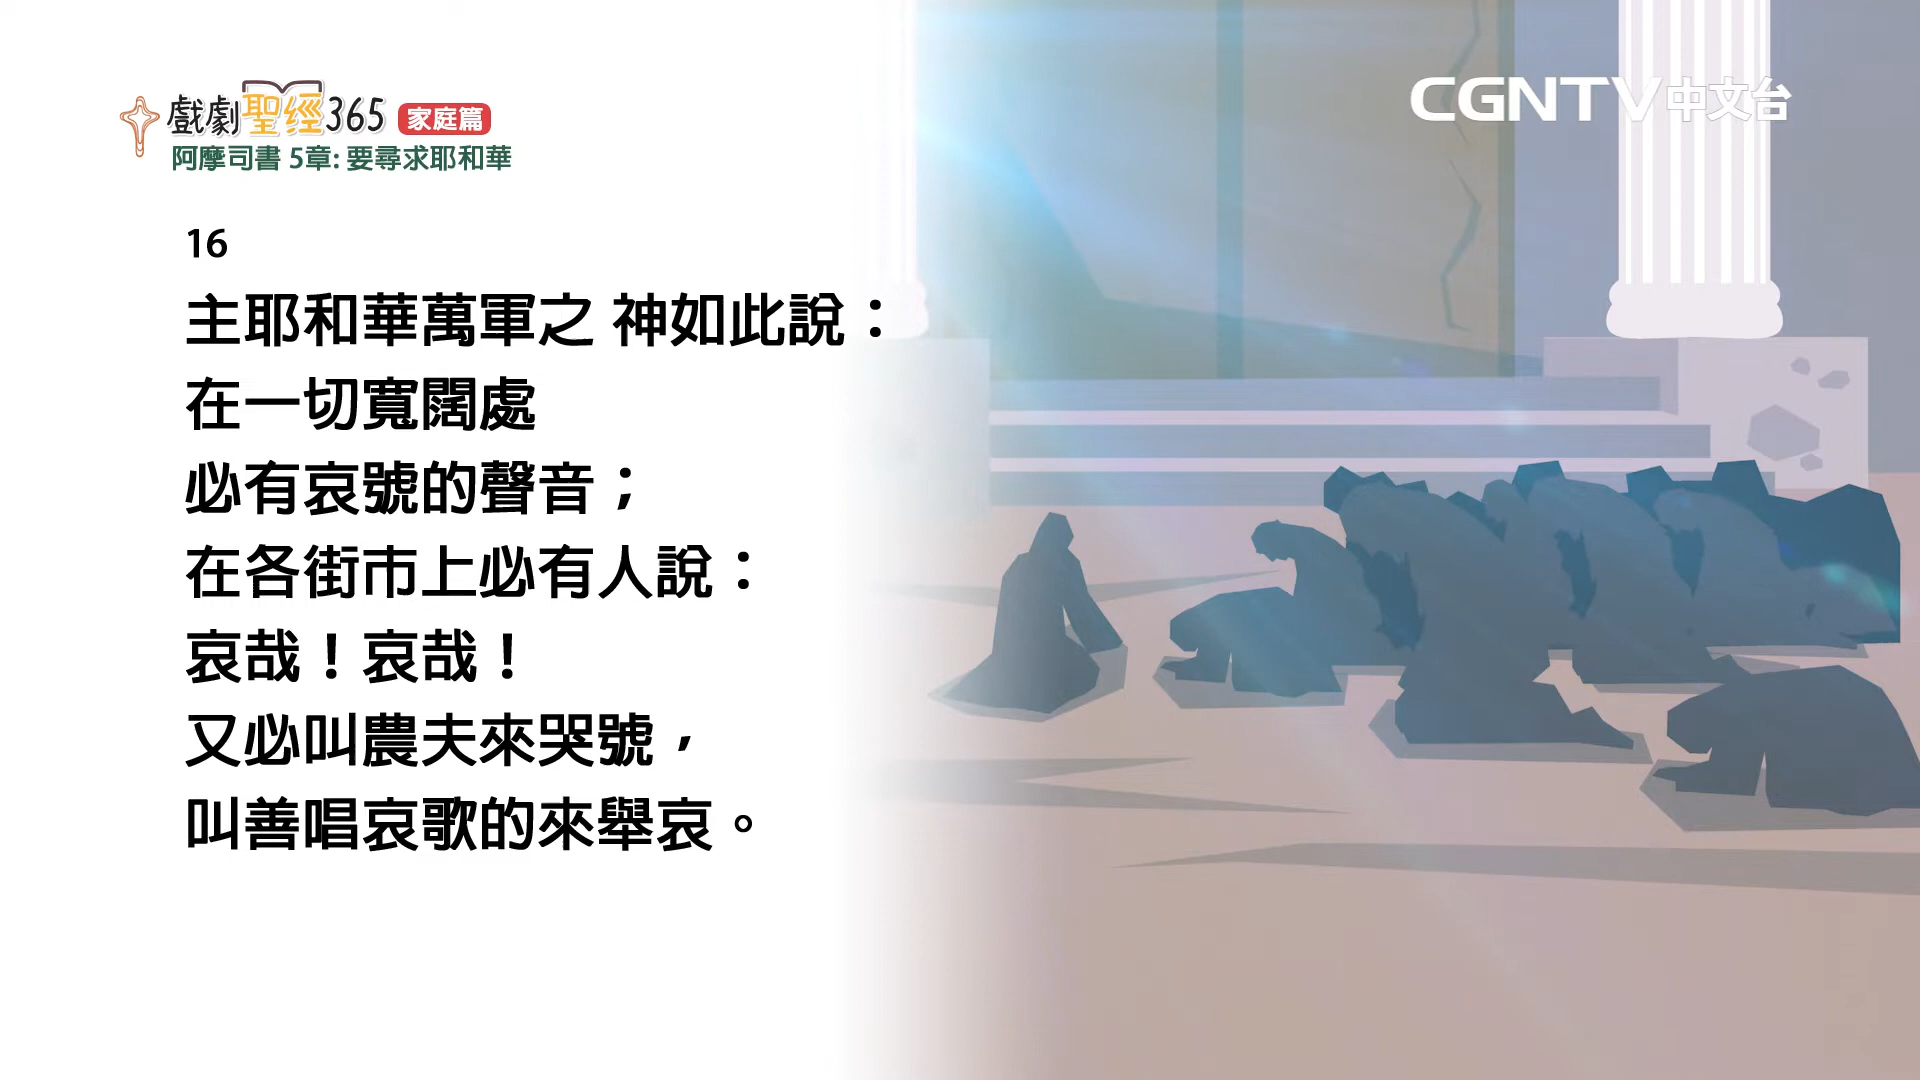 戲劇聖經365 家庭篇
CGNTV中文台
阿摩司書 5章: 要尋求耶和華
16
主耶和華萬軍之 神如此說：
在一切寬闊處
必有哀號的聲音；
在各街市上必有人說：
哀哉！哀哉！
又必叫農夫來哭號，
叫善唱哀歌的來舉哀。